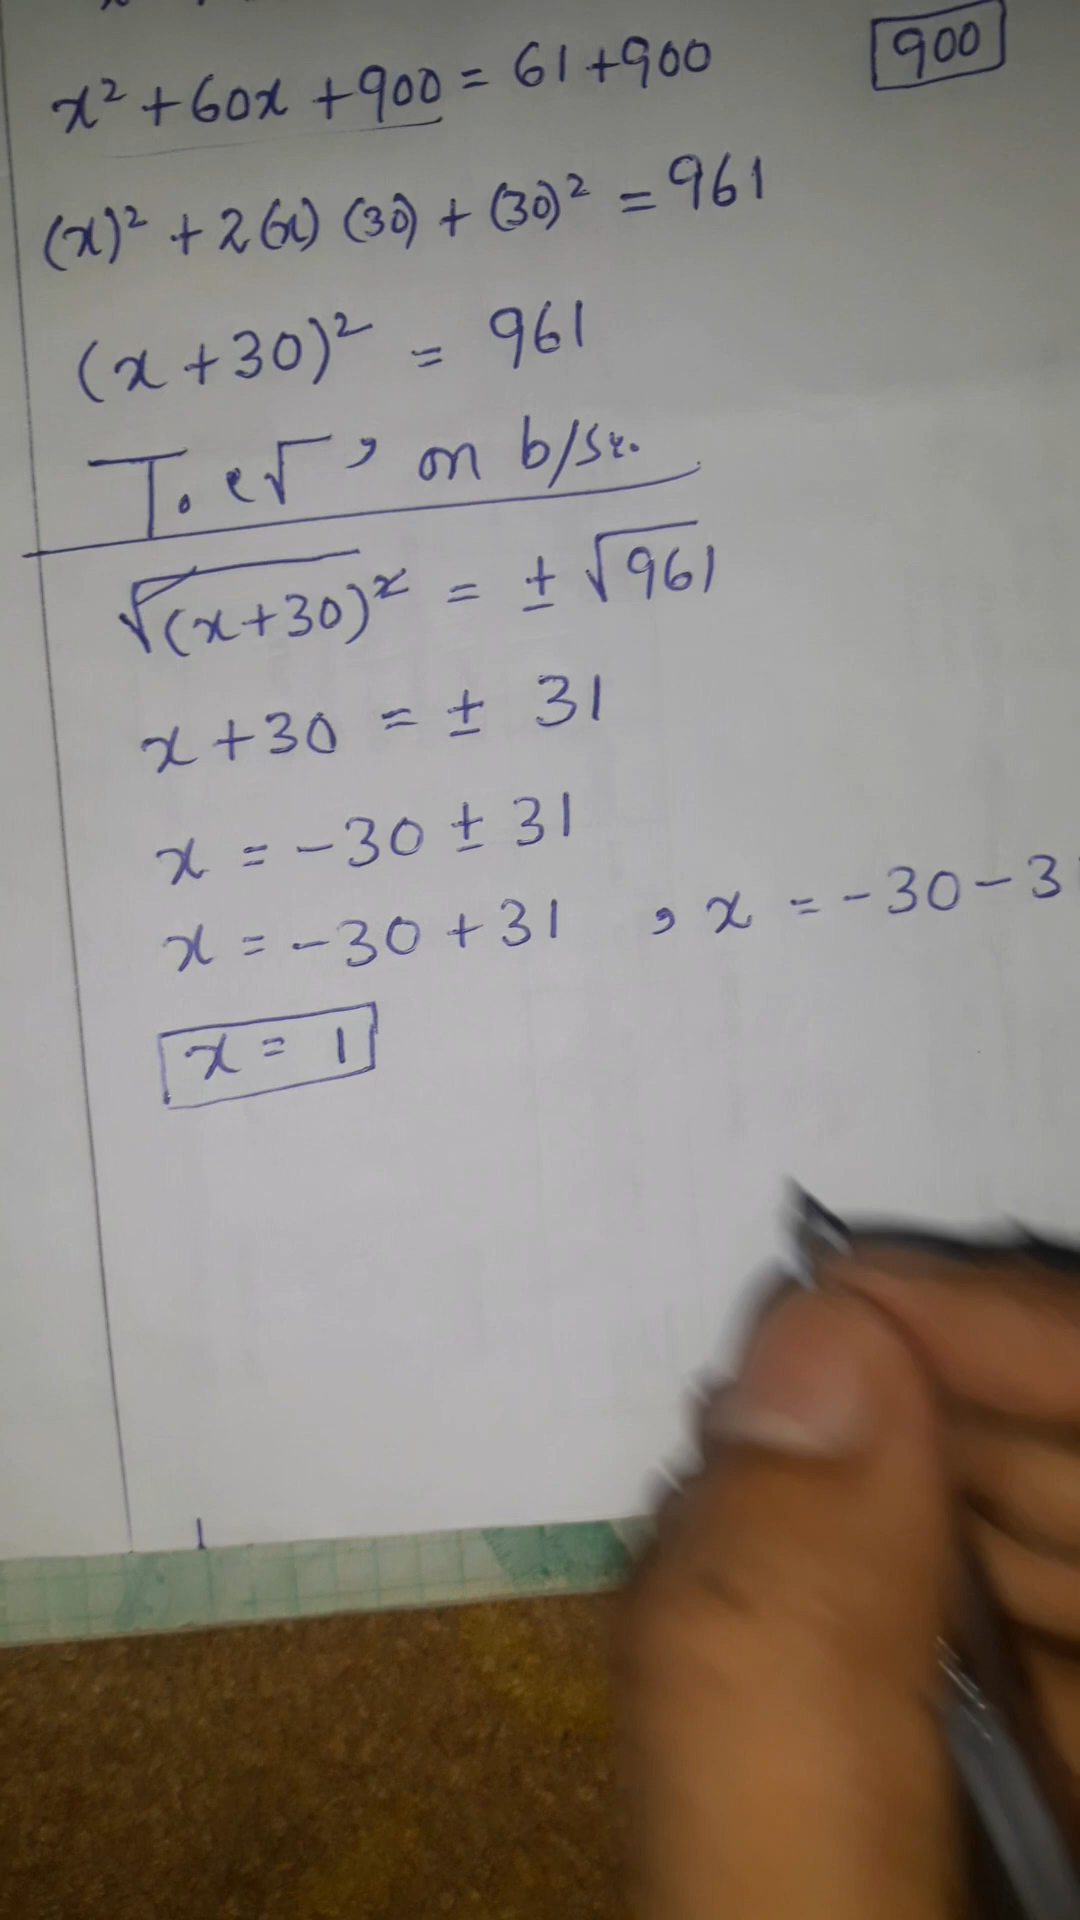 900
x² + 60x + 900 = 61 + 900
(x)² + 2(x) (30) + (30)² = 961
(x + 30)² = 961
on b/s
√(x+30)² = ± √961
x + 30 = ± 31
x = -30 ± 31
x = -30 + 31 , x = -30 - 3
x = 1